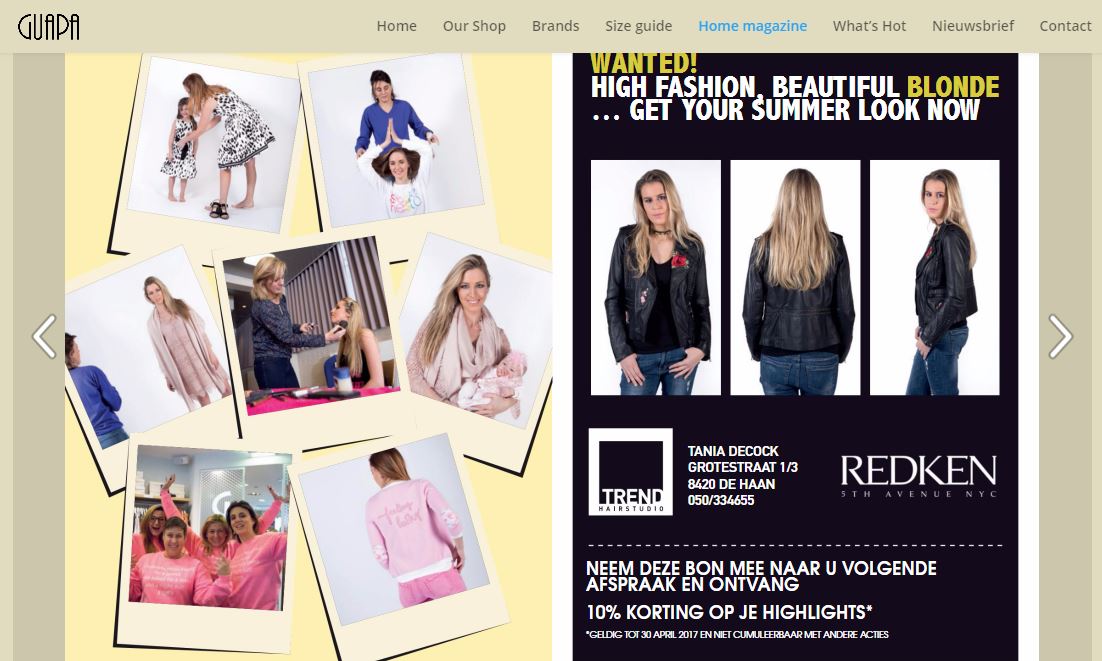 GUAPA
Home
Our Shop
Brands
Size guide
Home magazine
What's Hot
Nieuwsbrief
Contact
WANTED!
HIGH FASHION, BEAUTIFUL BLONDE
... GET YOUR SUMMER LOOK NOW
TREND
HAIRSTUDIO
TANIA DECOCK
GROTESTRAAT 1/3
8420 DE HAAN
050/334655
REDKEN
5TH AVENUE NYC
NEEM DEZE BON MEE NAAR U VOLGENDE
AFSPRAAK EN ONTVANG
10% KORTING OP JE HIGHLIGHTS*
*GELDIG TOT 30 APRIL 2017 EN NIET CUMULEERBAAR MET ANDERE ACTIES